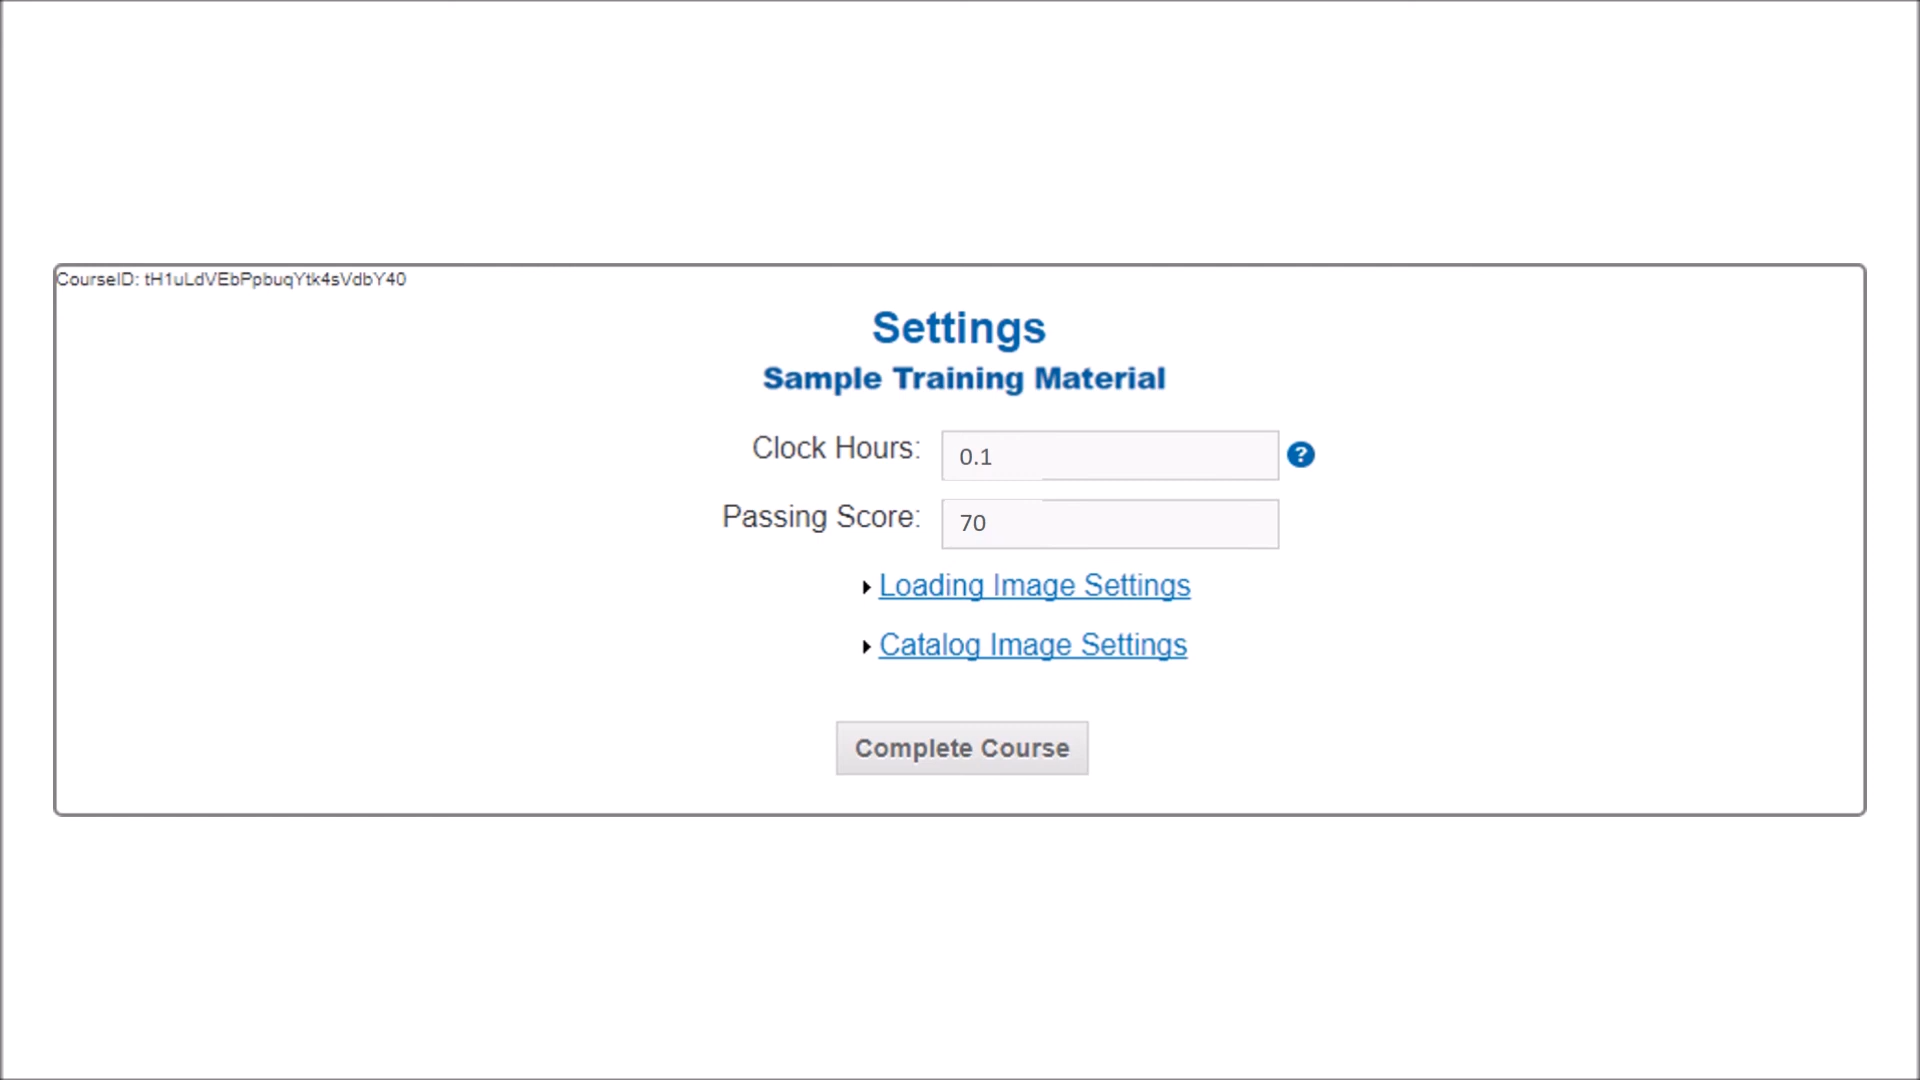 CourseID: tH1uLdVEbPpbuqYtk4sVdbY40
Settings
Sample Training Material
Clock Hours: 0.1 ?
Passing Score: 70
Loading Image Settings
Catalog Image Settings
Complete Course